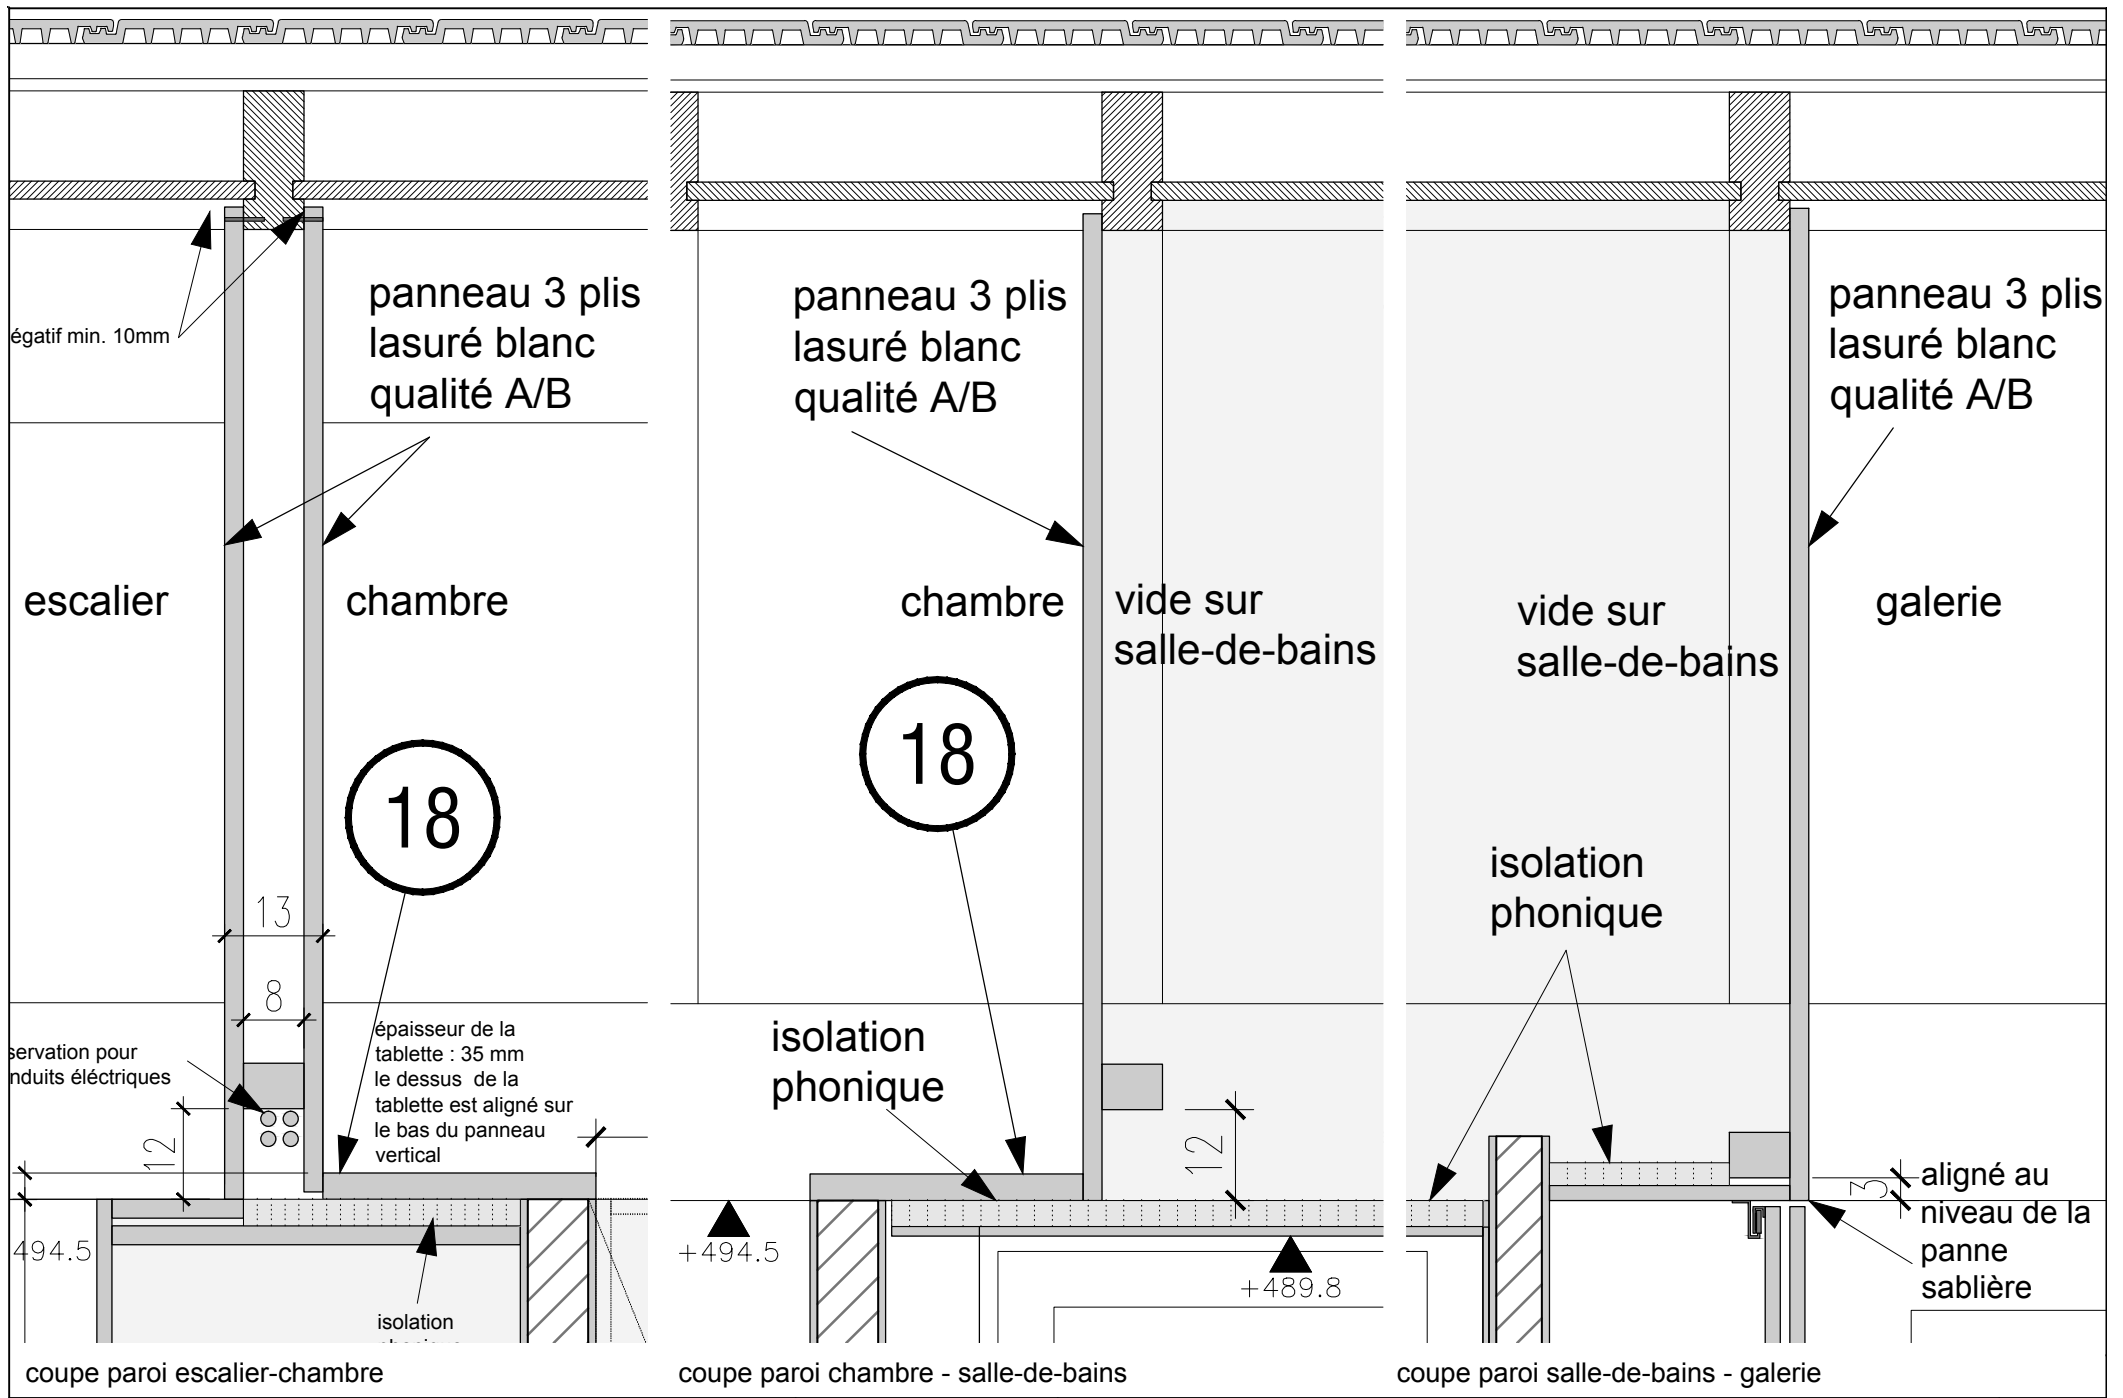 égatif min. 10mm
panneau 3 plis
lasuré blanc
qualité A/B
escalier
chambre
18
13
8
servation pour
nduits éléctriques
12
épaisseur de la
tablette : 35 mm
le dessus de la
tablette est aligné sur
le bas du panneau
vertical
494.5
isolation
coupe paroi escalier-chambre
panneau 3 plis
lasuré blanc
qualité A/B
chambre
vide sur
salle-de-bains
18
isolation
phonique
12
+494.5
+489.8
coupe paroi chambre - salle-de-bains
panneau 3 plis
lasuré blanc
qualité A/B
vide sur
salle-de-bains
galerie
isolation
phonique
3
aligné au
niveau de la
panne
sablière
coupe paroi salle-de-bains - galerie